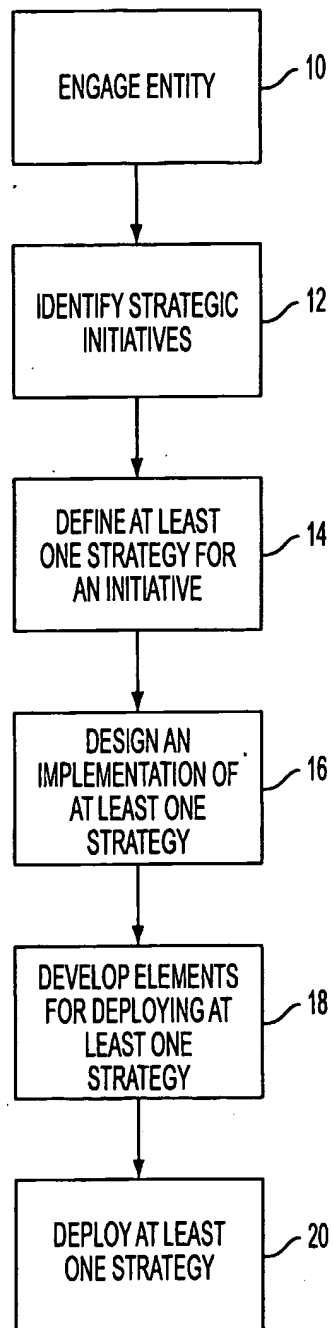 ENGAGE ENTITY
10
IDENTIFY STRATEGIC
INITIATIVES
12
DEFINE AT LEAST
ONE STRATEGY FOR
AN INITIATIVE
14
DESIGN AN
IMPLEMENTATION OF
AT LEAST ONE
STRATEGY
16
DEVELOP ELEMENTS
FOR DEPLOYING AT
LEAST ONE
STRATEGY
18
DEPLOY AT LEAST
ONE STRATEGY
20